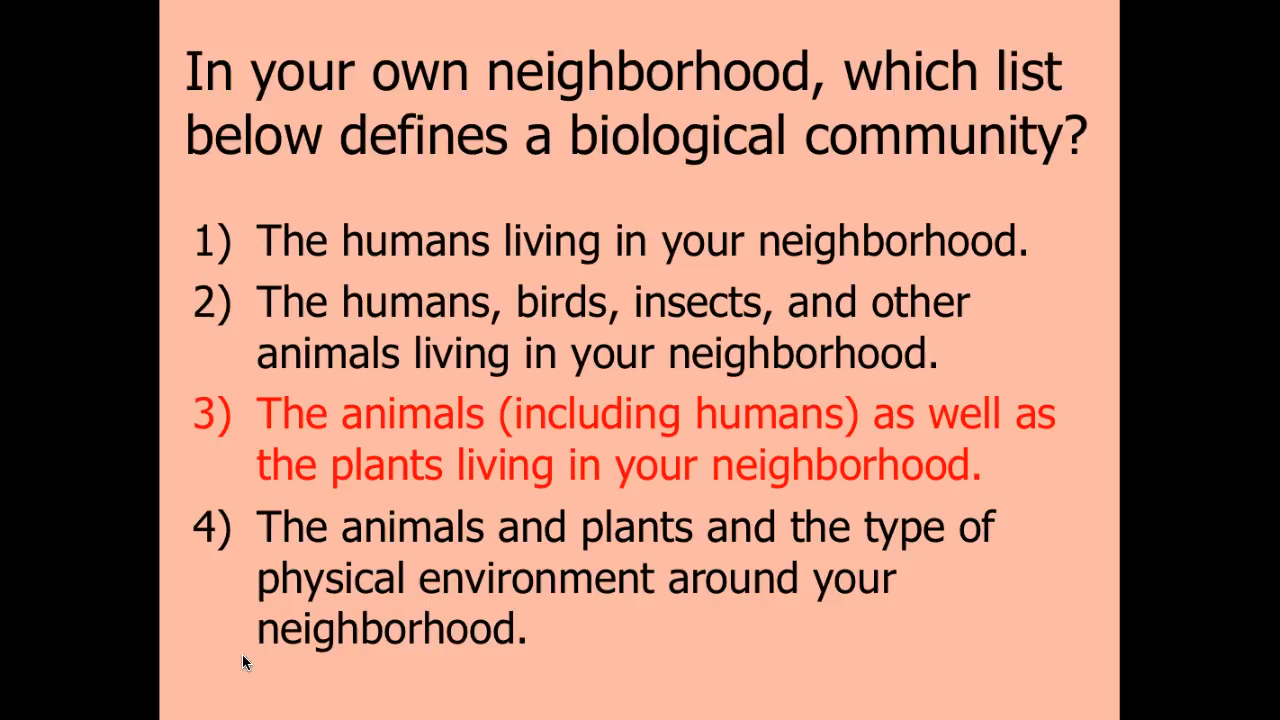 In your own neighborhood, which list
below defines a biological community?
1) The humans living in your neighborhood.
2) The humans, birds, insects, and other
animals living in your neighborhood.
3) The animals (including humans) as well as
the plants living in your neighborhood.
4) The animals and plants and the type of
physical environment around your
neighborhood.